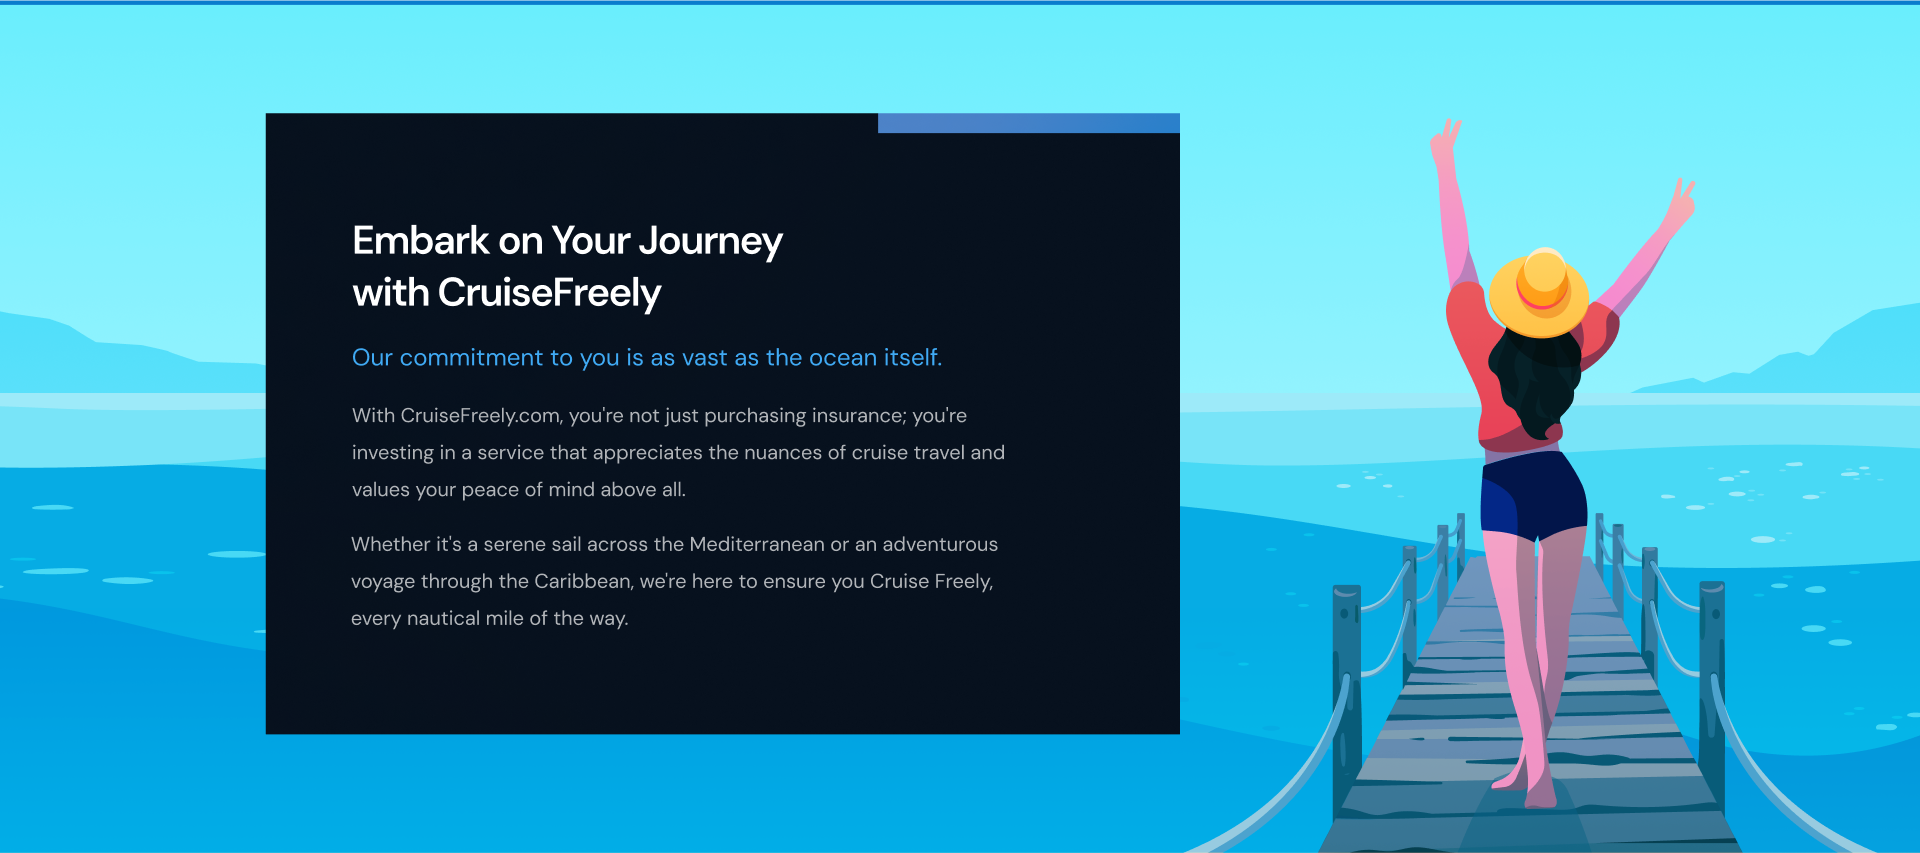 Embark on Your Journey
with CruiseFreely
Our commitment to you is as vast as the ocean itself.
With CruiseFreely.com, you're not just purchasing insurance; you're
investing in a service that appreciates the nuances of cruise travel and
values your peace of mind above all.
Whether it's a serene sail across the Mediterranean or an adventurous
voyage through the Caribbean, we're here to ensure you Cruise Freely,
every nautical mile of the way.